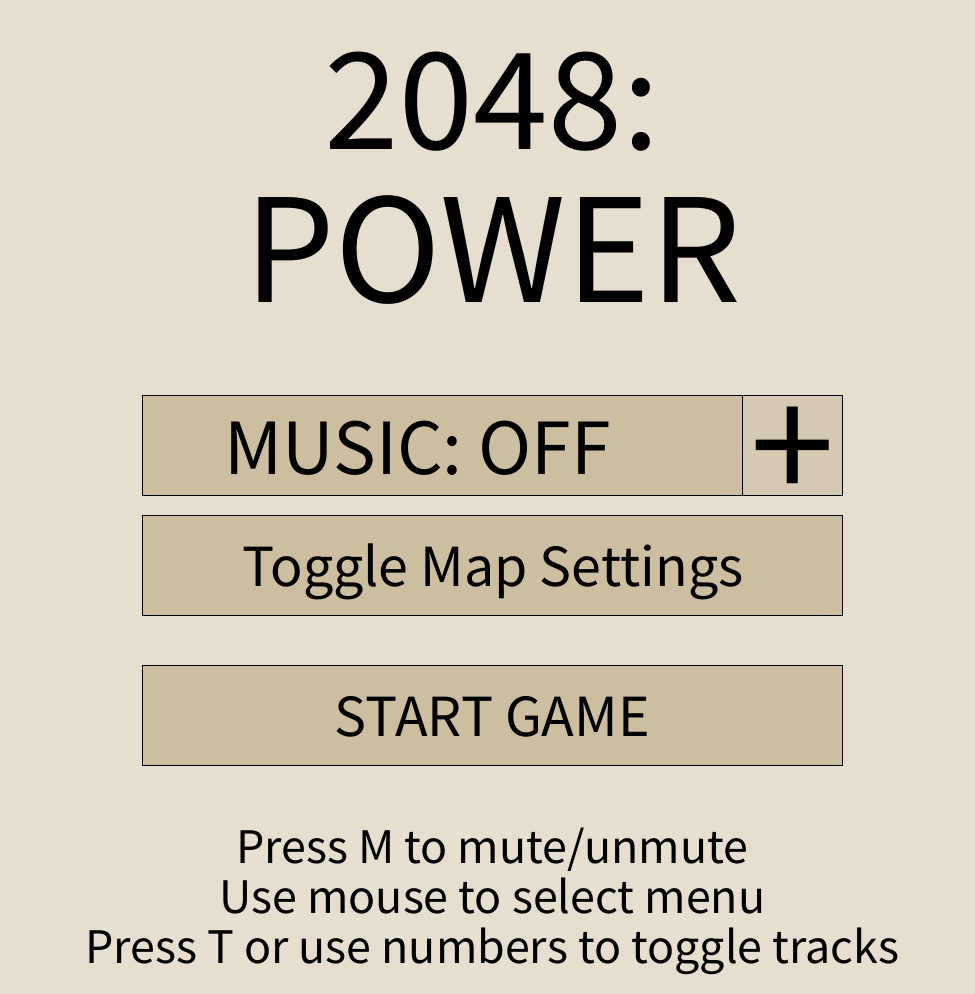 2048:
POWER
MUSIC: OFF +
Toggle Map Settings
START GAME
Press M to mute/unmute
Use mouse to select menu
Press T or use numbers to toggle tracks